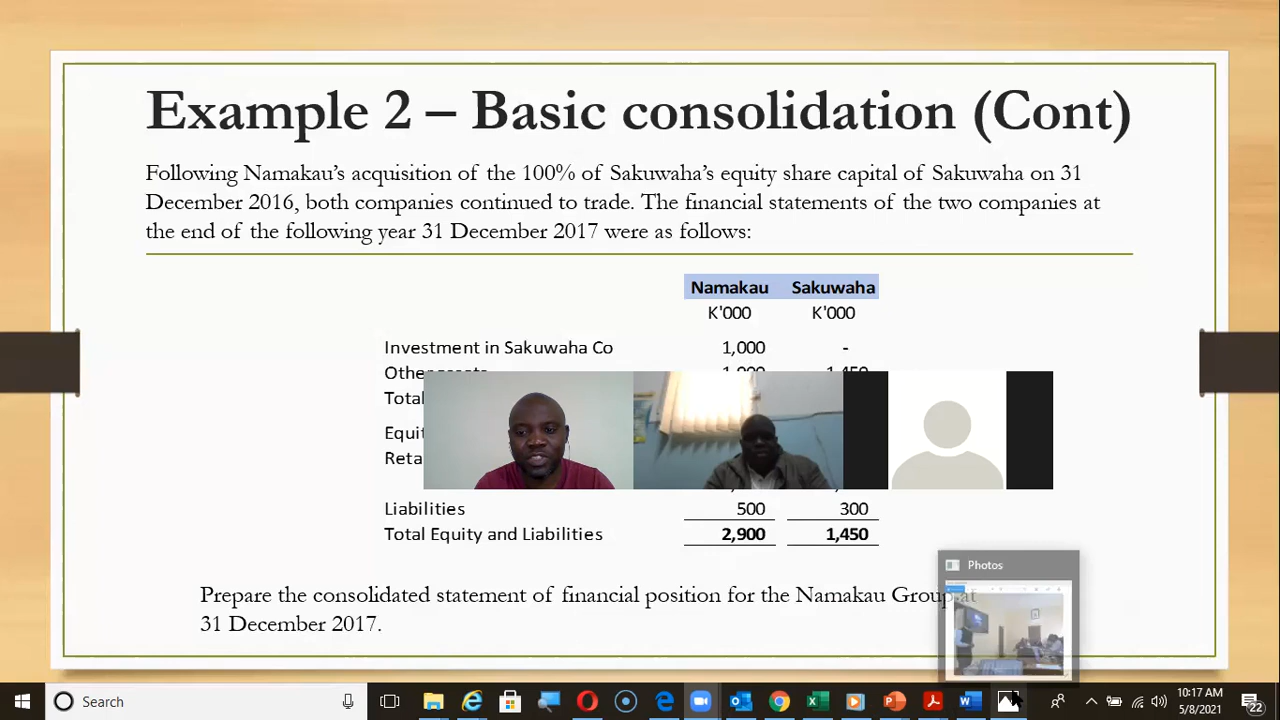 Example 2 – Basic consolidation (Cont)
Following Namakau's acquisition of the 100% of Sakuwaha's equity share capital of Sakuwaha on 31
December 2016, both companies continued to trade. The financial statements of the two companies at
the end of the following year 31 December 2017 were as follows:
Namakau Sakuwaha
K'000 K'000
Investment in Sakuwaha Co 1,000 -
Liabilities 500 300
Total Equity and Liabilities 2,900 1,450
Photos
Prepare the consolidated statement of financial position for the Namakau Group at
31 December 2017.
Search
10:17 AM
5/8/2021
22